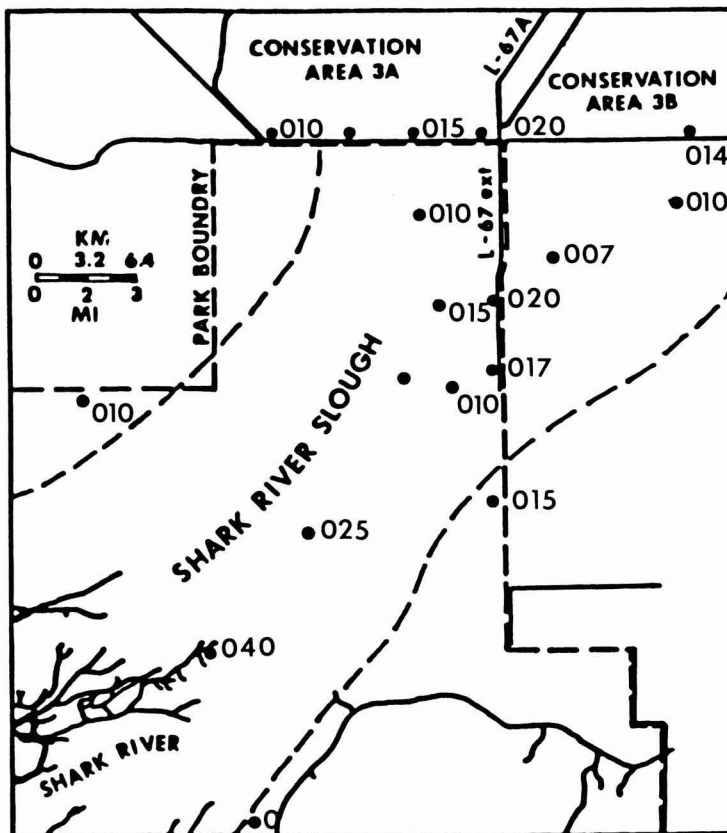 CONSERVATION
AREA 3A
L-67A
CONSERVATION
AREA 3B
010
015
020
014
PARK BOUNDRY
L-67 ext
010
010
007
KM
0 3.2 6.4
0 2 3
MI
015
020
017
010
010
SHARK RIVER SLOUGH
015
025
040
SHARK RIVER
0